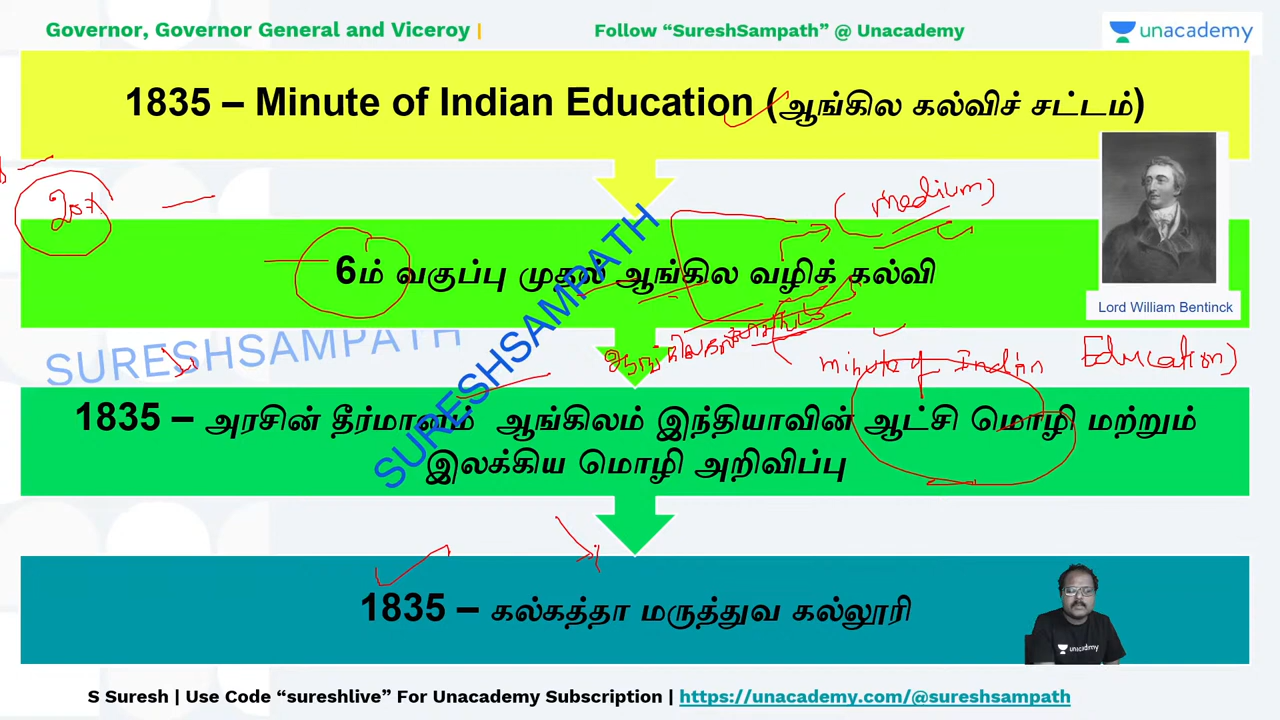 Governor, Governor General and Viceroy |
Follow “SureshSampath” @ Unacademy
unacademy
1835 – Minute of Indian Education (ஆங்கில கல்விச் சட்டம்)
(medium)
6ம் வகுப்பு முதல் ஆங்கில வழிக் கல்வி
Lord William Bentinck
SURESHSAMPATH
SURESHSAMPATH
minute of Indian Education)
1835 – அரசின் தீர்மானம் ஆங்கிலம் இந்தியாவின் ஆட்சி மொழி மற்றும்
இலக்கிய மொழி அறிவிப்பு
1835 – கல்கத்தா மருத்துவ கல்லூரி
unacademy
S Suresh | Use Code “sureshlive” For Unacademy Subscription | https://unacademy.com/@sureshsampath